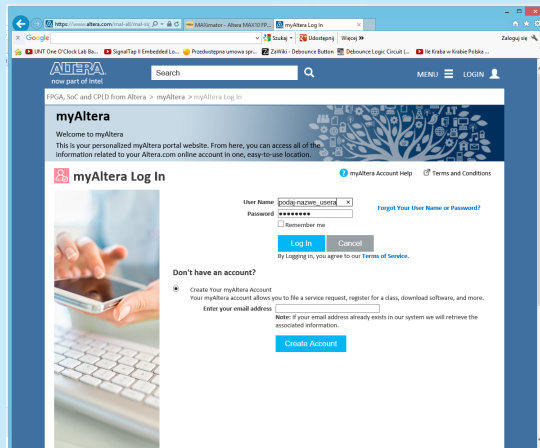 https://www.altera.com/mal-all/mal-sig
MAXimator - Altera MAX10 FP...
myAltera Log In
Google
Szukaj
Udostępnij
Więcej »
Zaloguj się
UNT One O'Clock Lab Ba...
SignalTap II Embedded Lo...
Przedwstępna umowa spr...
ZaWiki - Debounce Button
Debounce Logic Circuit (...
Ile Kraba w Krabie Polska ...
ALTERA
now part of Intel
Search
MENU
LOGIN
FPGA, SoC and CPLD from Altera > myAltera > myAltera Log In
myAltera
Welcome to myAltera
This is your personalized myAltera portal website. From here, you can access all of the
information related to your Altera.com online account in one, easy-to-use location.
myAltera Log In
myAltera Account Help
Terms and Conditions
User Name podaj-nazwe_usera
Password
Forgot Your User Name or Password?
Remember me
Log In Cancel
By Logging in, you agree to our Terms of Service.
Don't have an account?
Create Your myAltera Account
Your myAltera account allows you to file a service request, register for a class, download software, and more.
Enter your email address
Note: If your email address already exists in our system we will retrieve the
associated information.
Create Account